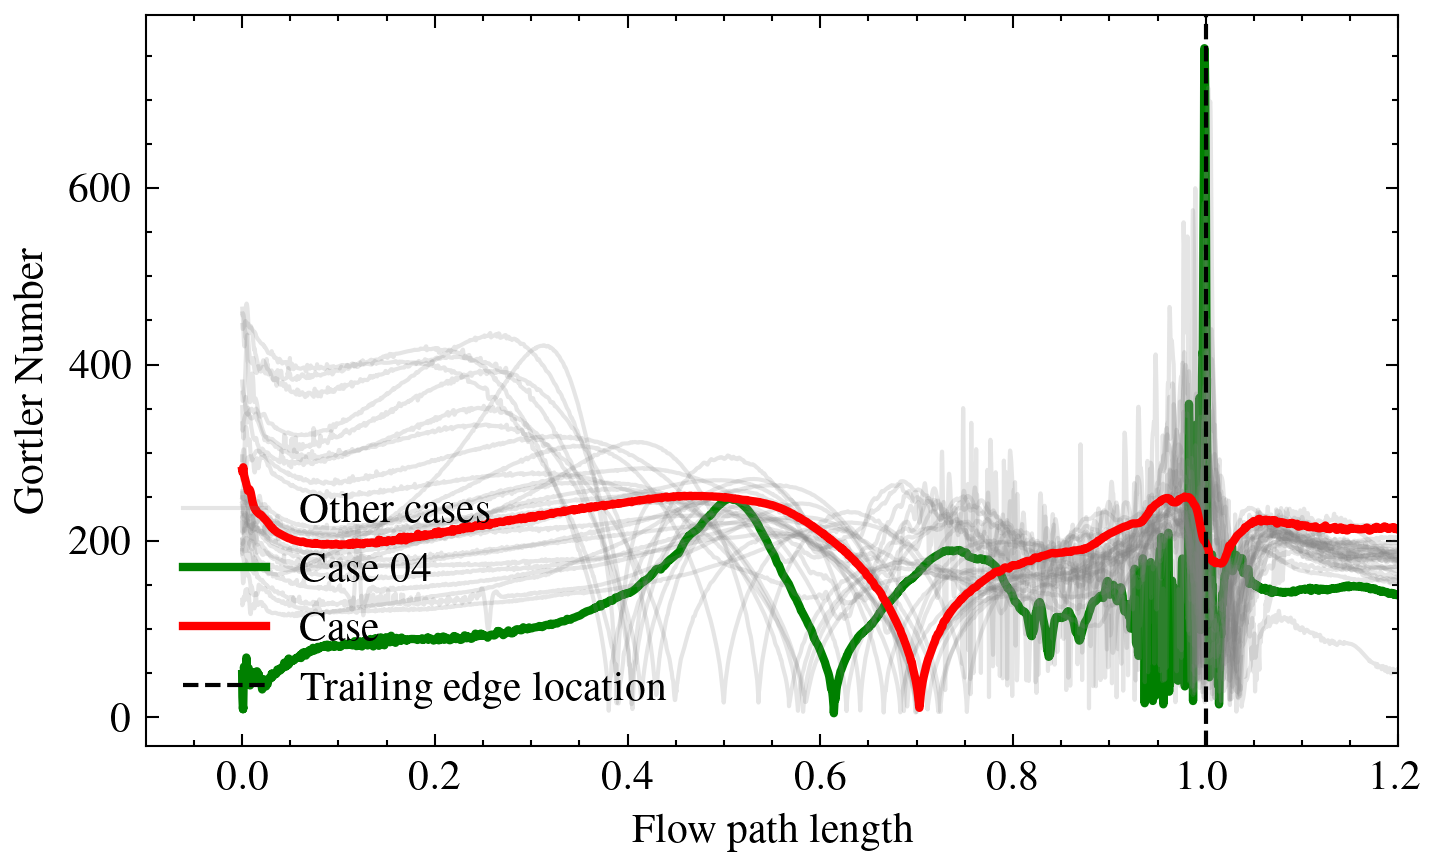 600
400
200
0
Gortler Number
Other cases
Case 04
Case
Trailing edge location
0.0 0.2 0.4 0.6 0.8 1.0 1.2
Flow path length